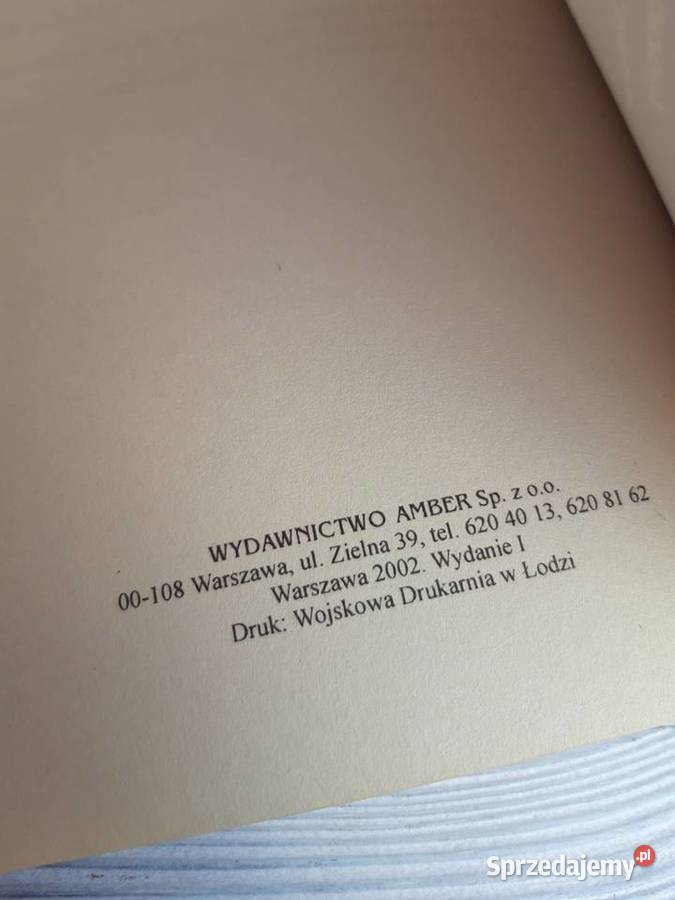 WYDAWNICTWO AMBER Sp. z o.o.
00-108 Warszawa, ul. Zielna 39, tel. 620 40 13, 620 81 62
Warszawa 2002. Wydanie I
Druk: Wojskowa Drukarnia w Łodzi
Sprzedajemy.pl